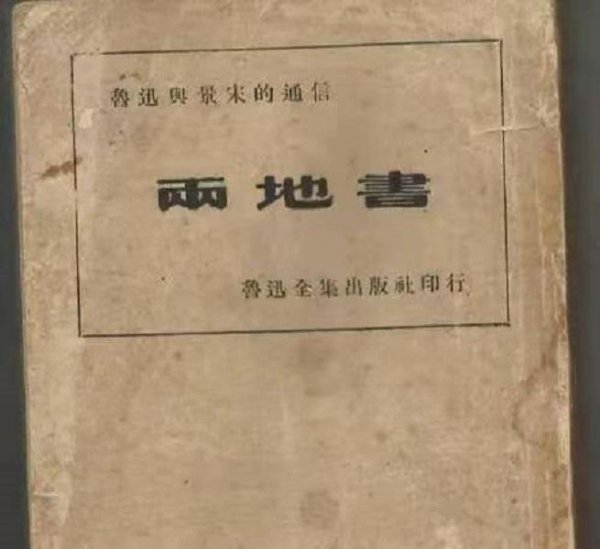 魯迅與景宋的通信
兩地書
魯迅全集出版社印行